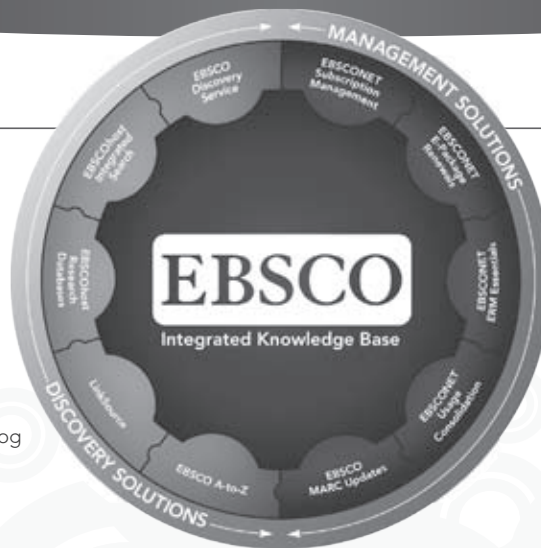 MANAGEMENT SOLUTIONS
EBSCO
Discovery
Service
EBSCONET
Subscription
Management
EBSCOhost
Integrated
Search
EBSCONET
E-Package
Renewals
EBSCOhost
Research
Databases
EBSCO
Integrated Knowledge Base
EBSCONET
ERM Essentials
LinkSource
EBSCONET
Usage
Consolidation
EBSCO A-to-Z
EBSCO
MARC Updates
DISCOVERY SOLUTIONS
og